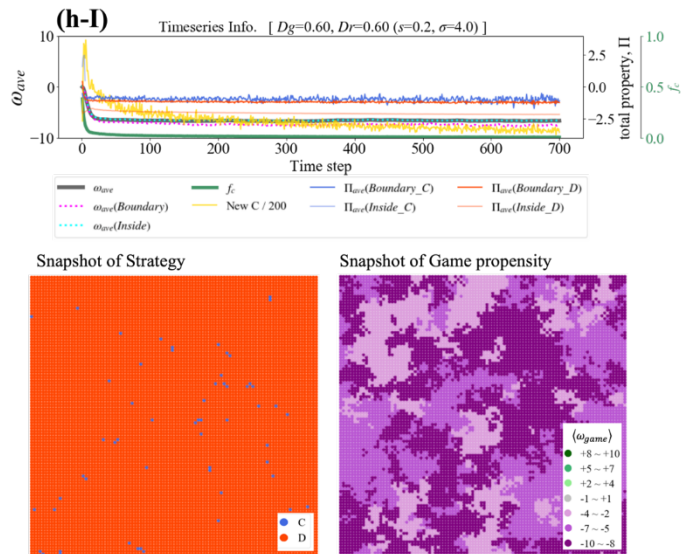 (h-I)
Timeseries Info. [ Dg=0.60, Dr=0.60 (s=0.2, σ=4.0) ]
10
0
−10
ω_ave
2.5
0.0
−2.5
total property, Π
1.0
0.5
0.0
f_c
0 100 200 300 400 500 600 700
Time step
ω_ave f_c Π_ave(Boundary_C) Π_ave(Boundary_D)
ω_ave(Boundary) New C / 200 Π_ave(Inside_C) Π_ave(Inside_D)
ω_ave(Inside)
Snapshot of Strategy Snapshot of Game propensity
C
D
⟨ω_game⟩
+8 ~ +10
+5 ~ +7
+2 ~ +4
-1 ~ +1
-4 ~ -2
-7 ~ -5
-10 ~ -8